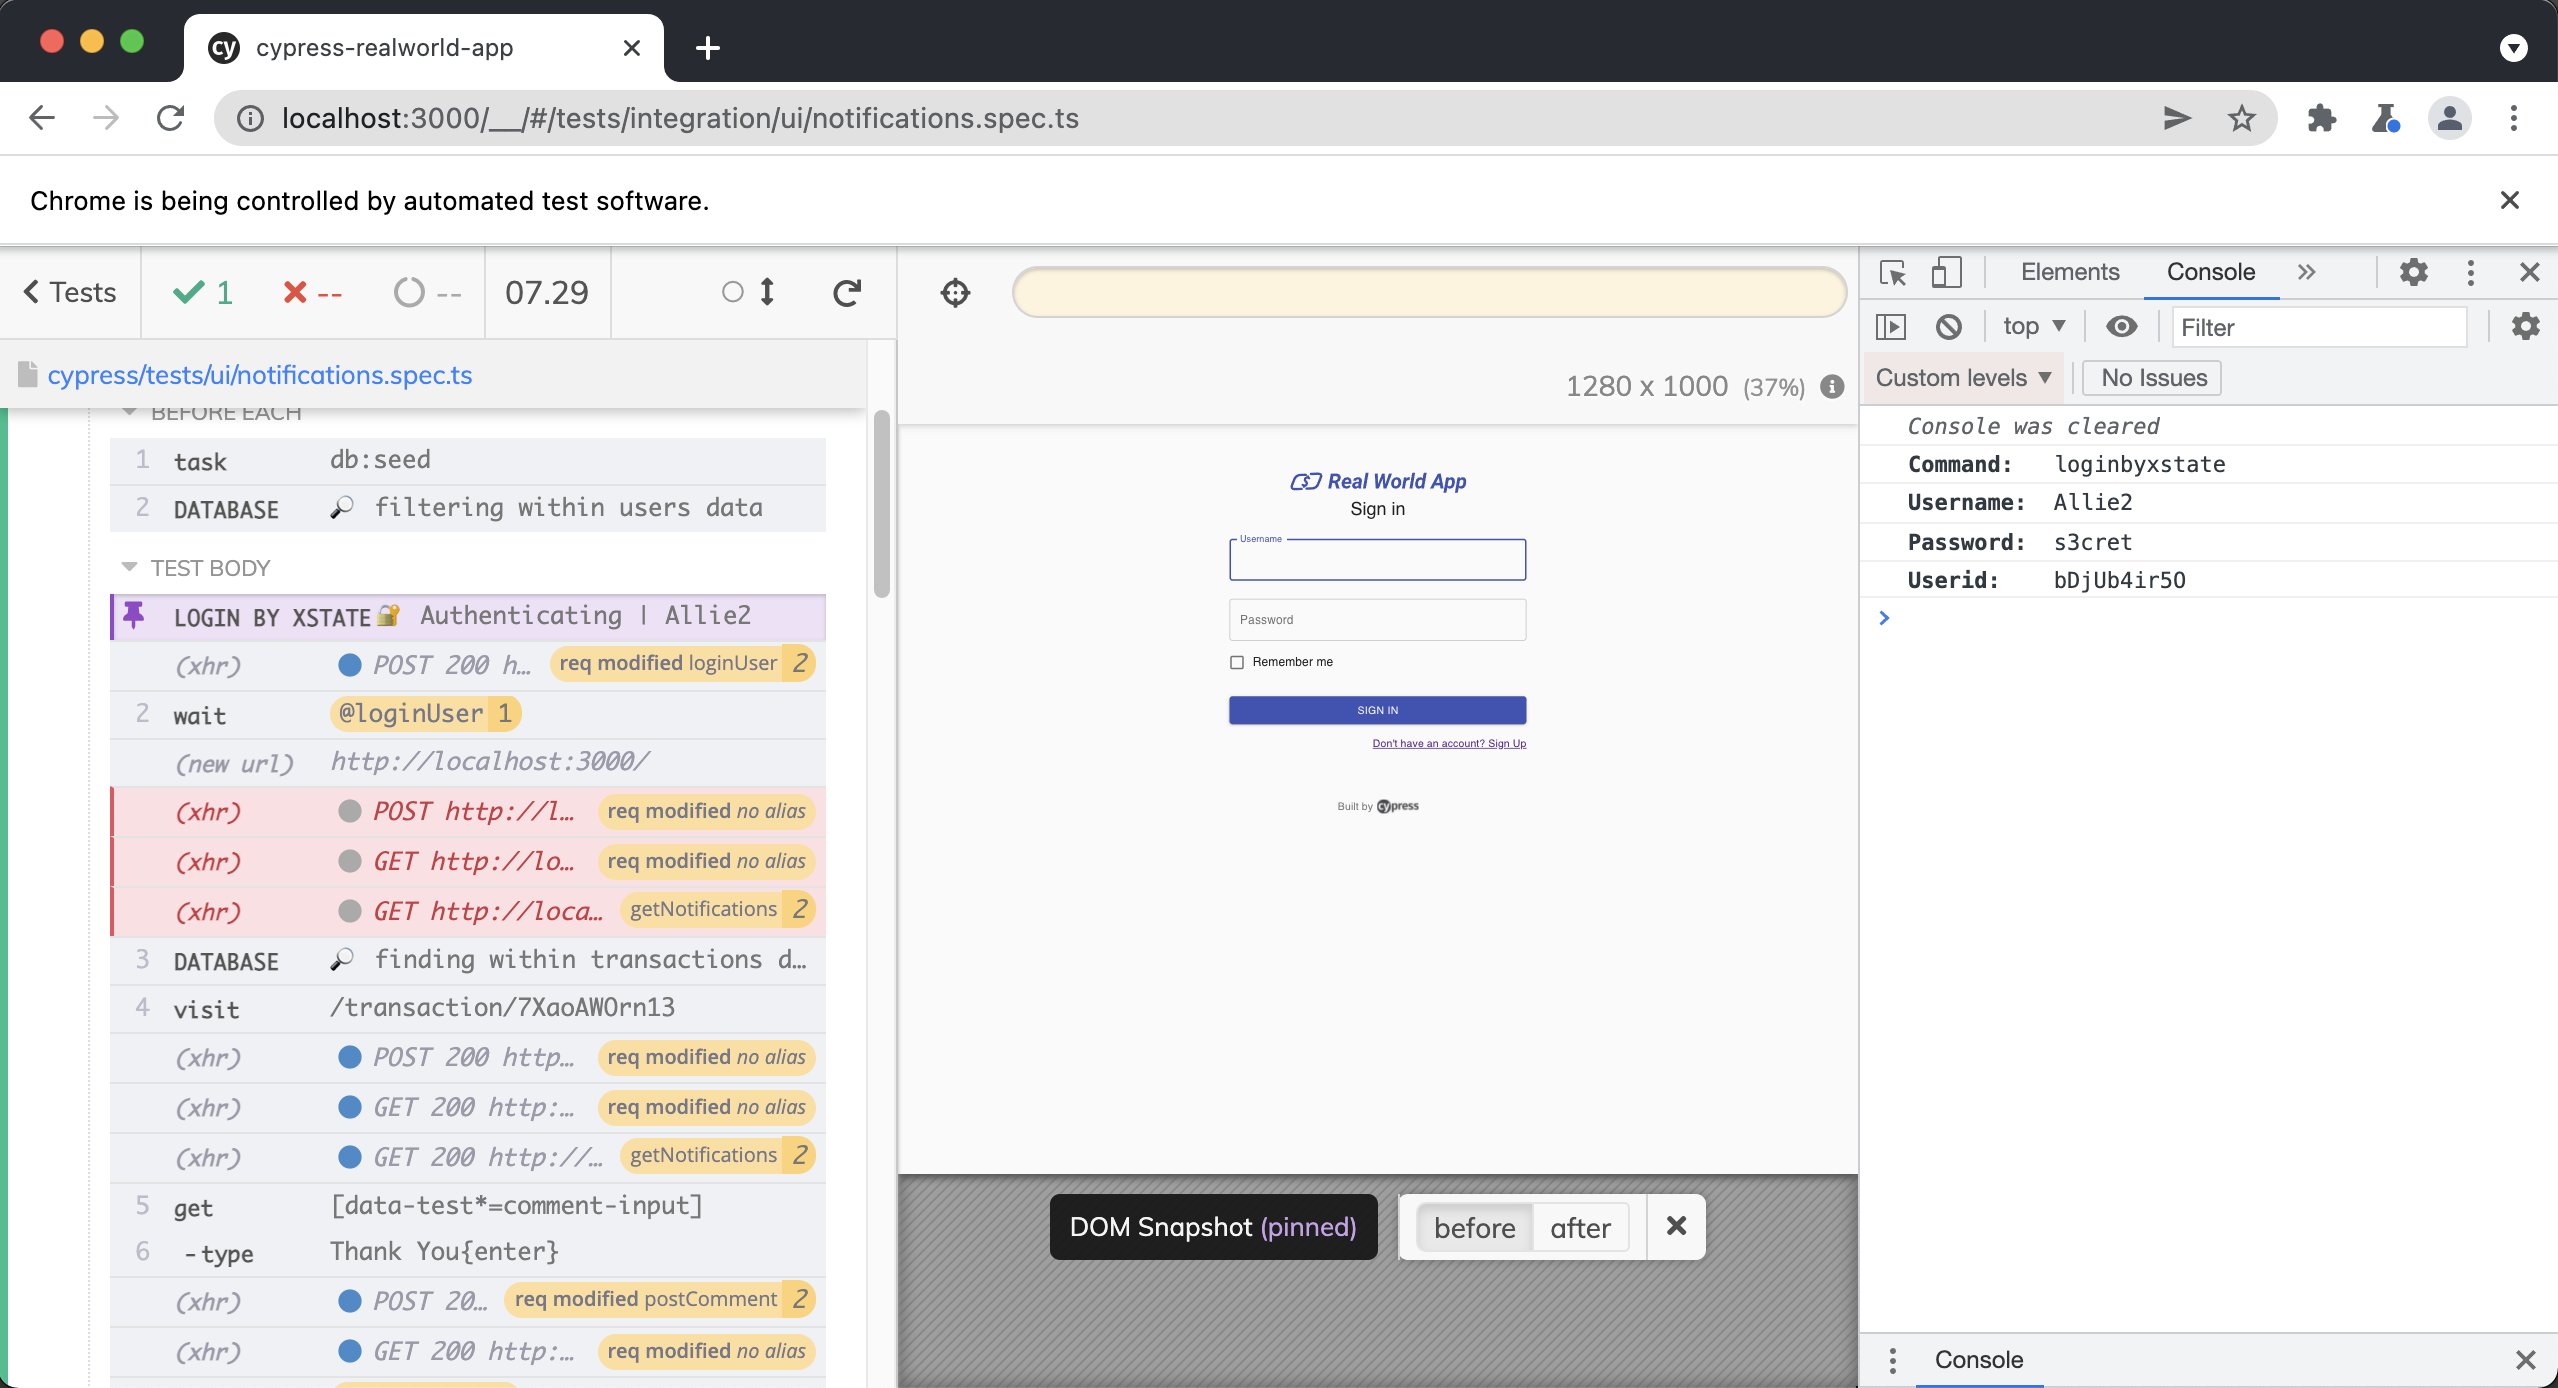 cy cypress-realworld-app
localhost:3000/__/#/tests/integration/ui/notifications.spec.ts
Chrome is being controlled by automated test software.
Tests 1 -- -- 07.29
cypress/tests/ui/notifications.spec.ts
BEFORE EACH
1 task db:seed
2 DATABASE filtering within users data
TEST BODY
LOGIN BY XSTATE Authenticating | Allie2
(xhr) POST 200 h... req modified loginUser 2
2 wait @loginUser 1
(new url) http://localhost:3000/
(xhr) POST http://l... req modified no alias
(xhr) GET http://lo... req modified no alias
(xhr) GET http://loca... getNotifications 2
3 DATABASE finding within transactions d...
4 visit /transaction/7XaoAWOrn13
(xhr) POST 200 http... req modified no alias
(xhr) GET 200 http:... req modified no alias
(xhr) GET 200 http://... getNotifications 2
5 get [data-test*=comment-input]
6 -type Thank You{enter}
(xhr) POST 20... req modified postComment 2
(xhr) GET 200 http:... req modified no alias
1280 x 1000 (37%)
Real World App
Sign in
Username
Password
Remember me
SIGN IN
Don't have an account? Sign Up
Built by cypress
DOM Snapshot (pinned) before after
Elements Console
top Filter
Custom levels No Issues
Console was cleared
Command: loginbyxstate
Username: Allie2
Password: s3cret
Userid: bDjUb4ir5O
Console